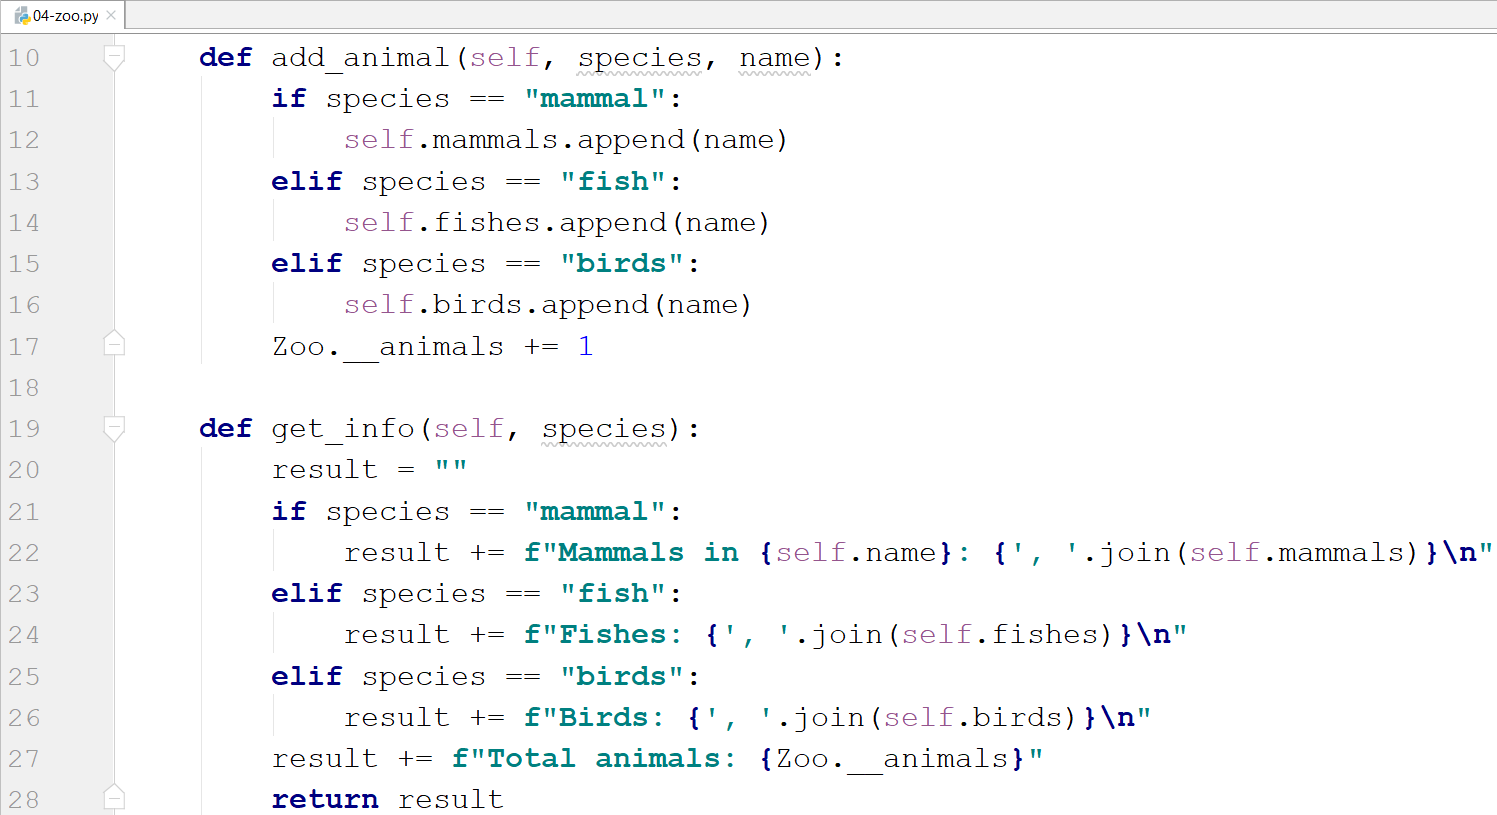 04-zoo.py
10 def add_animal(self, species, name):
11 if species == "mammal":
12 self.mammals.append(name)
13 elif species == "fish":
14 self.fishes.append(name)
15 elif species == "birds":
16 self.birds.append(name)
17 Zoo.__animals += 1
18
19 def get_info(self, species):
20 result = ""
21 if species == "mammal":
22 result += f"Mammals in {self.name}: {', '.join(self.mammals)}\n"
23 elif species == "fish":
24 result += f"Fishes: {', '.join(self.fishes)}\n"
25 elif species == "birds":
26 result += f"Birds: {', '.join(self.birds)}\n"
27 result += f"Total animals: {Zoo.__animals}"
28 return result